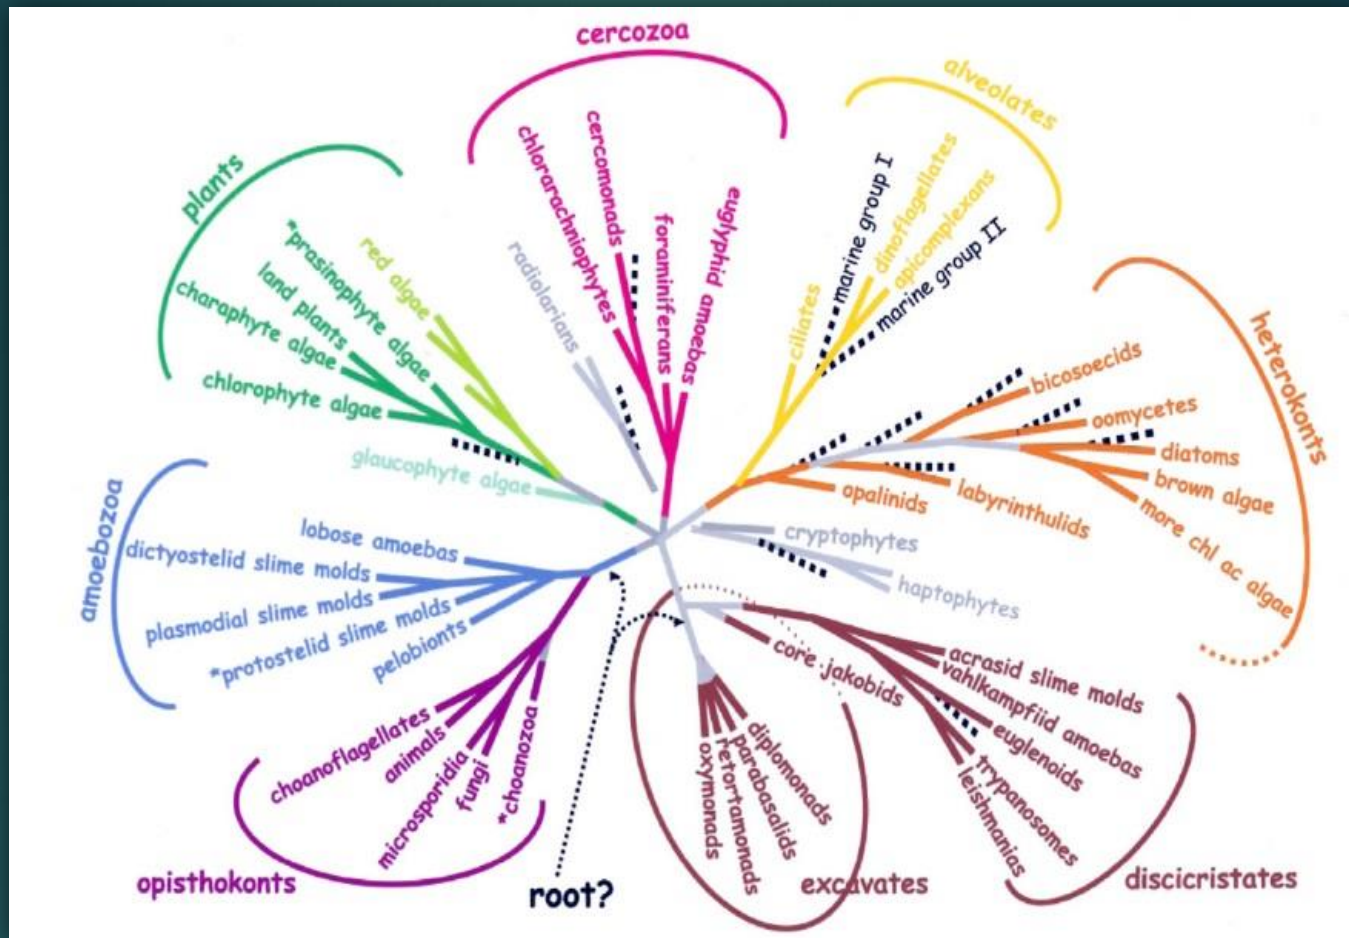 cercozoa
cercomonads
chlorarachniophytes
foraminiferans
euglyphid amoebas
radiolarians
alveolates
ciliates
marine group I
dinoflagellates
apicomplexans
marine group II
heterokonts
bicosoecids
oomycetes
diatoms
brown algae
more chl ac algae
labyrinthulids
opalinids
cryptophytes
haptophytes
plants
red algae
*prasinophyte algae
land plants
charaphyte algae
chlorophyte algae
glaucophyte algae
amoebozoa
lobose amoebas
dictyostelid slime molds
plasmodial slime molds
*protostelid slime molds
pelobionts
opisthokonts
choanoflagellates
animals
microsporidia
fungi
*choanozoa
root?
excavates
core jakobids
diplomonads
parabasalids
retortamonads
oxymonads
discicristates
acrasid slime molds
vahlkampfiid amoebas
euglenoids
trypanosomes
leishmanias